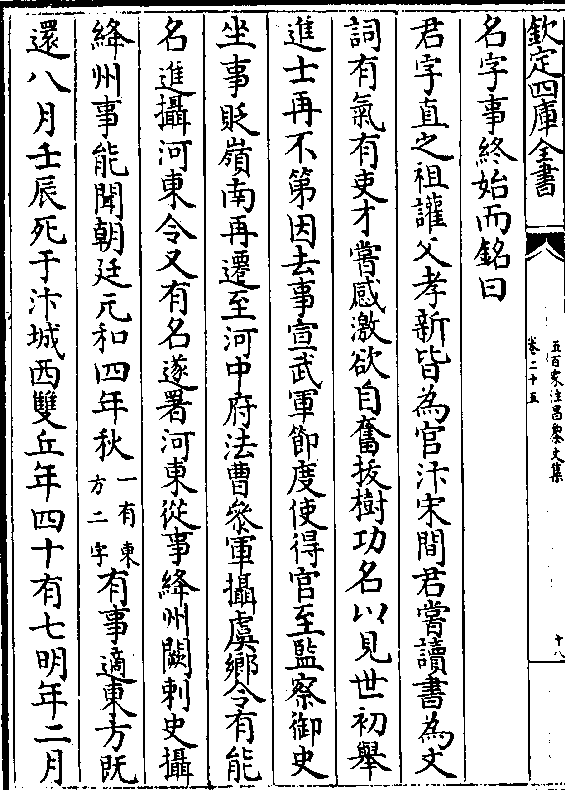 欽定四庫全書
五百家注昌黎文集
卷二十五
十八
名字事終始而銘曰
君字直之祖讙父孝新皆為官汴宋間君嘗讀書為文
詞有氣有吏才嘗感激欲自奮拔樹功名以見世初舉
進士再不第因去事宣武軍節度使得官至監察御史
坐事貶嶺南再遷至河中府法曹叅軍攝虞鄉令有能
名進攝河東令又有名遂署河東從事絳州闕刺史攝
絳州事能聞朝廷元和四年秋一有東方二字有事適東方既
還八月壬辰死于汴城西雙丘年四十有七明年二月